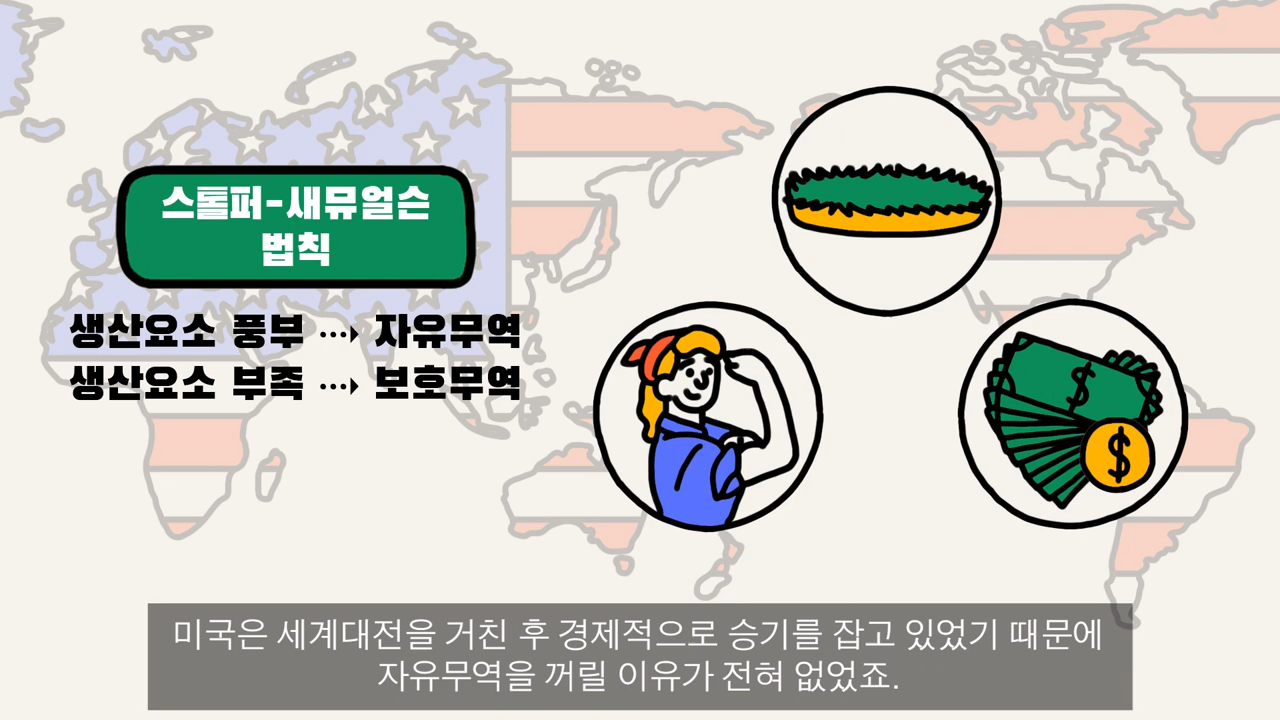 스톨퍼-새뮤얼슨
법칙
생산요소 풍부 ···▸ 자유무역
생산요소 부족 ···▸ 보호무역
$
$
미국은 세계대전을 거친 후 경제적으로 승기를 잡고 있었기 때문에
자유무역을 꺼릴 이유가 전혀 없었죠.